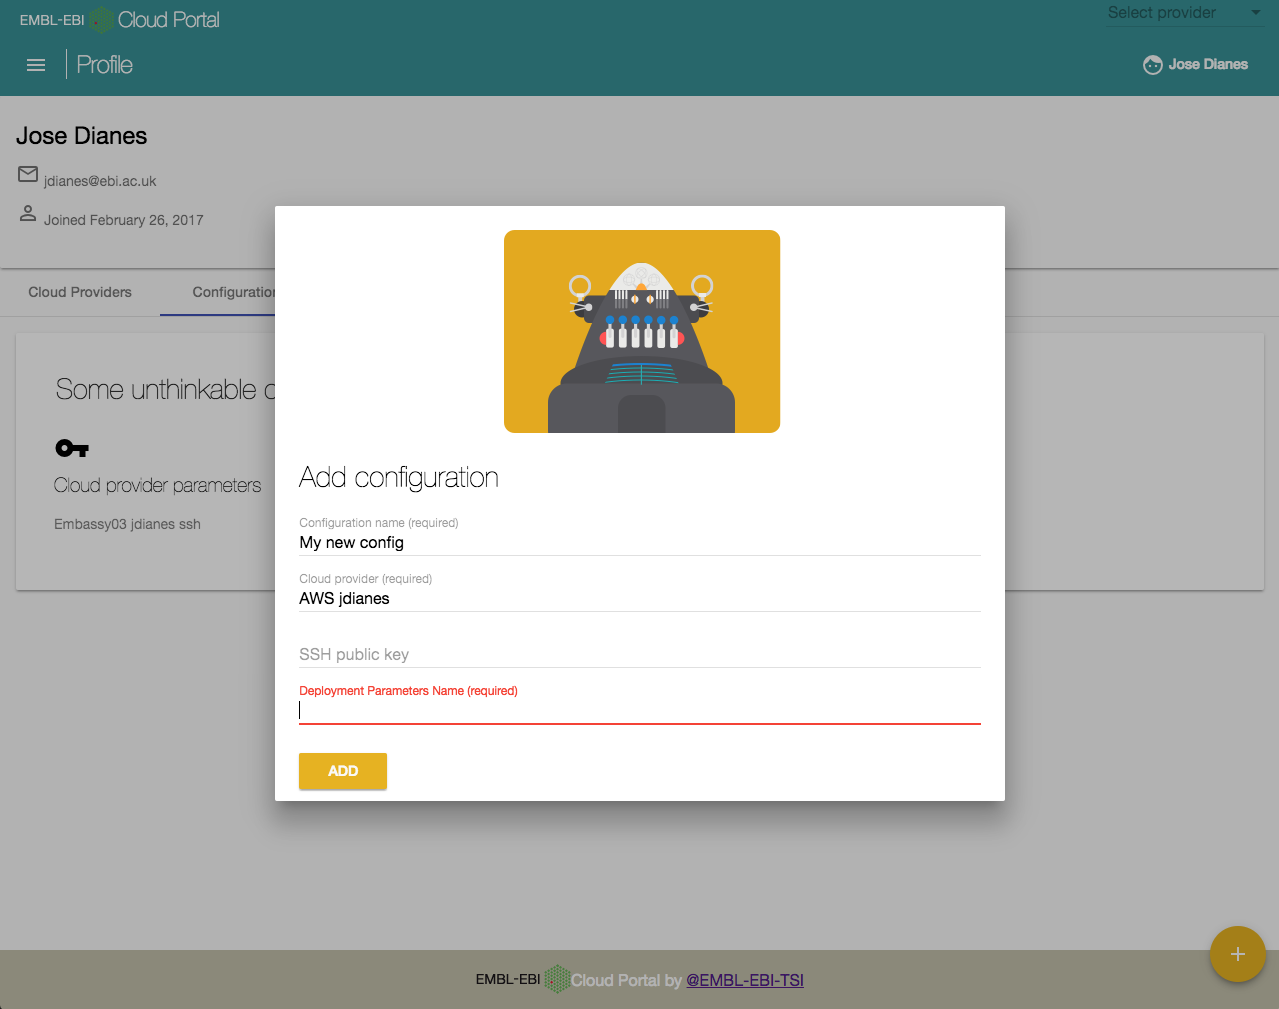 EMBL-EBI Cloud Portal
Select provider
Profile
Jose Dianes
Jose Dianes
jdianes@ebi.ac.uk
Joined February 26, 2017
Cloud Providers
Configuration
Some unthinkable
Cloud provider parameters
Embassy03 jdianes ssh
Add configuration
Configuration name (required)
My new config
Cloud provider (required)
AWS jdianes
SSH public key
Deployment Parameters Name (required)
ADD
EMBL-EBI Cloud Portal by @EMBL-EBI-TSI